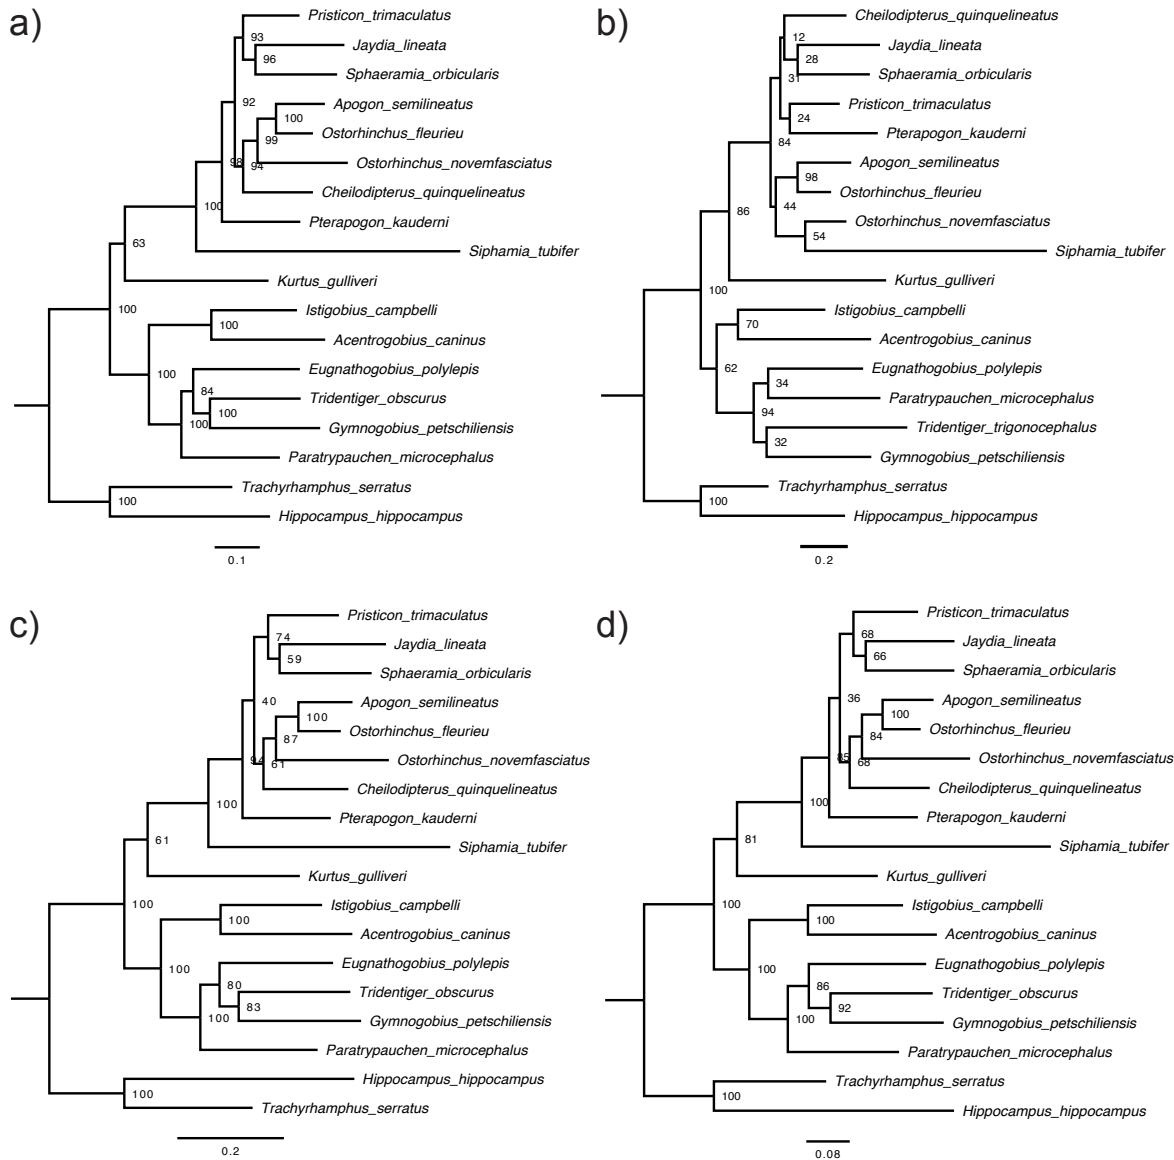 a)
Pristicon_trimaculatus
93
Jaydia_lineata
96
Sphaeramia_orbicularis
92
Apogon_semilineatus
100
Ostorhinchus_fleurieu
99
Ostorhinchus_novemfasciatus
98
94
Cheilodipterus_quinquelineatus
100
Pterapogon_kauderni
63
Siphamia_tubifer
Kurtus_gulliveri
100
Istigobius_campbelli
100
Acentrogobius_caninus
100
Eugnathogobius_polylepis
84
Tridentiger_obscurus
100
100
Gymnogobius_petschiliensis
Paratrypauchen_microcephalus
Trachyrhamphus_serratus
100
Hippocampus_hippocampus
0.1
b)
Cheilodipterus_quinquelineatus
12
Jaydia_lineata
28
Sphaeramia_orbicularis
31
Pristicon_trimaculatus
24
Pterapogon_kauderni
84
Apogon_semilineatus
98
Ostorhinchus_fleurieu
44
86
Ostorhinchus_novemfasciatus
54
Siphamia_tubifer
Kurtus_gulliveri
100
Istigobius_campbelli
70
Acentrogobius_caninus
62
Eugnathogobius_polylepis
34
Paratrypauchen_microcephalus
94
Tridentiger_trigonocephalus
32
Gymnogobius_petschiliensis
Trachyrhamphus_serratus
100
Hippocampus_hippocampus
0.2
c)
Pristicon_trimaculatus
74
Jaydia_lineata
59
Sphaeramia_orbicularis
40
Apogon_semilineatus
100
Ostorhinchus_fleurieu
87
Ostorhinchus_novemfasciatus
94
61
Cheilodipterus_quinquelineatus
100
Pterapogon_kauderni
61
Siphamia_tubifer
Kurtus_gulliveri
100
Istigobius_campbelli
100
Acentrogobius_caninus
100
Eugnathogobius_polylepis
80
Tridentiger_obscurus
83
100
Gymnogobius_petschiliensis
Paratrypauchen_microcephalus
Hippocampus_hippocampus
100
Trachyrhamphus_serratus
0.2
d)
Pristicon_trimaculatus
68
Jaydia_lineata
66
Sphaeramia_orbicularis
36
Apogon_semilineatus
100
Ostorhinchus_fleurieu
84
Ostorhinchus_novemfasciatus
85
68
Cheilodipterus_quinquelineatus
100
Pterapogon_kauderni
81
Siphamia_tubifer
Kurtus_gulliveri
100
Istigobius_campbelli
100
Acentrogobius_caninus
100
Eugnathogobius_polylepis
86
Tridentiger_obscurus
92
100
Gymnogobius_petschiliensis
Paratrypauchen_microcephalus
Trachyrhamphus_serratus
100
Hippocampus_hippocampus
0.08